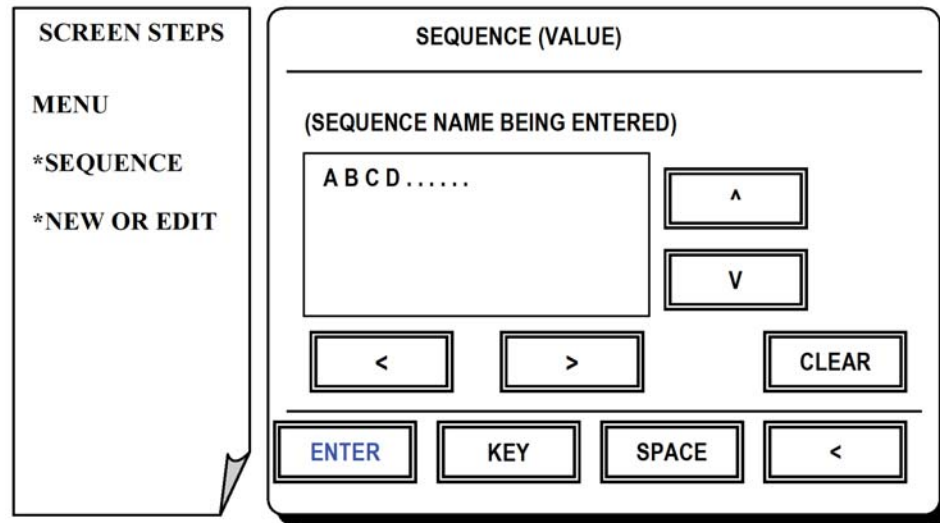 SCREEN STEPS
MENU
*SEQUENCE
*NEW OR EDIT
SEQUENCE (VALUE)
(SEQUENCE NAME BEING ENTERED)
A B C D . . . . . .
^
V
<
>
CLEAR
ENTER
KEY
SPACE
<